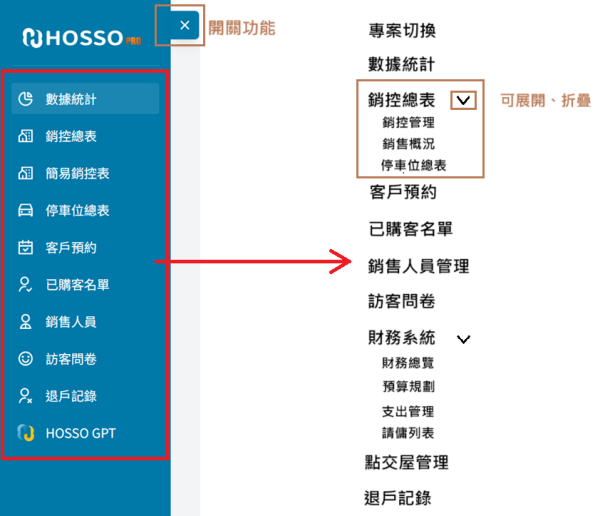 HOSSO PRO
×
開關功能
數據統計
銷控總表
簡易銷控表
停車位總表
客戶預約
已購客名單
銷售人員
訪客問卷
退戶記錄
HOSSO GPT
專案切換
數據統計
銷控總表
可展開、折疊
銷控管理
銷售概況
停車位總表
客戶預約
已購客名單
銷售人員管理
訪客問卷
財務系統
財務總覽
預算規劃
支出管理
請傭列表
點交屋管理
退戶記錄